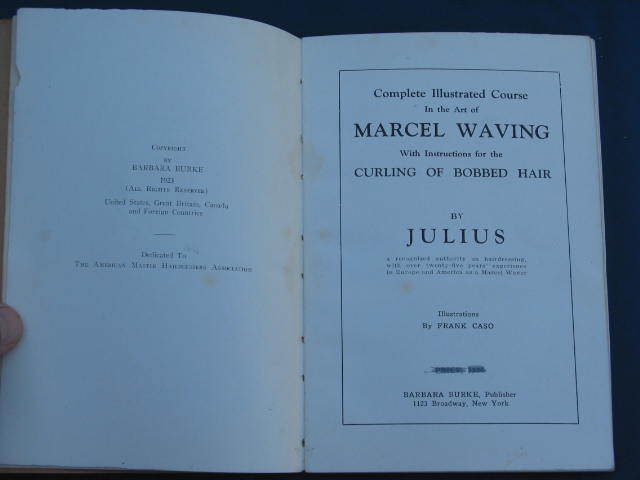 COPYRIGHT
BY
BARBARA BURKE
1923
(ALL RIGHTS RESERVED)
United States, Great Britain, Canada
and Foreign Countries
Dedicated To
THE AMERICAN MASTER HAIRDRESSERS ASSOCIATION
Complete Illustrated Course
In the Art of
MARCEL WAVING
With Instructions for the
CURLING OF BOBBED HAIR
BY
JULIUS
a recognized authority on hairdressing,
with over twenty-five years' experience
in Europe and America as a Marcel Waver
Illustrations
By FRANK CASO
PRICE
BARBARA BURKE, Publisher
1123 Broadway, New York